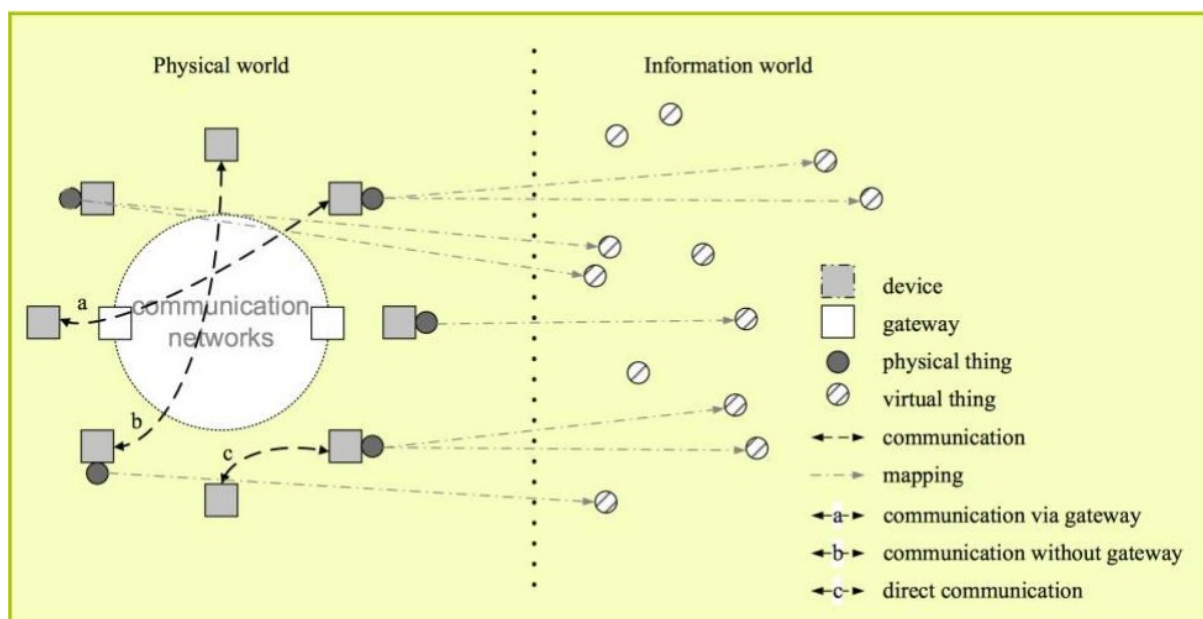 Physical world
Information world
a
communication
networks
b
c
device
gateway
physical thing
virtual thing
communication
mapping
a communication via gateway
b communication without gateway
c direct communication